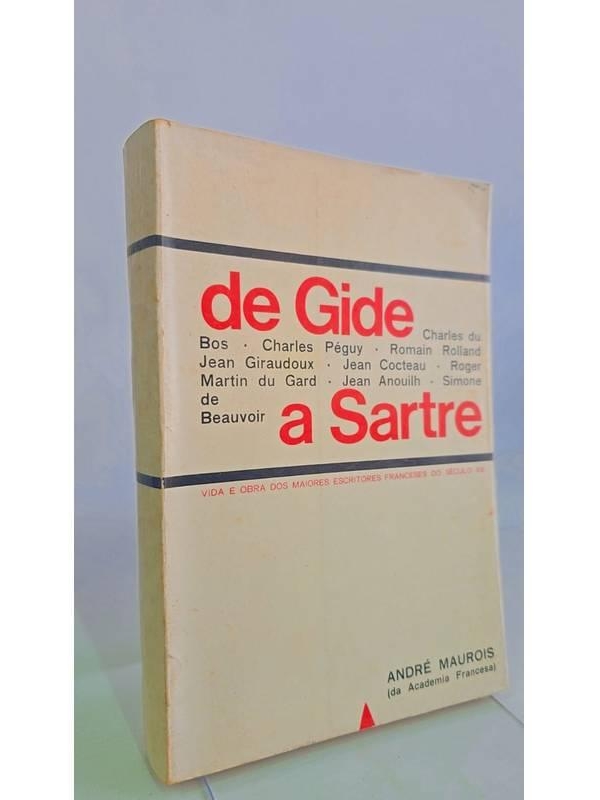 de Gide
Charles du
Bos · Charles Péguy · Romain Rolland
Jean Giraudoux · Jean Cocteau · Roger
Martin du Gard · Jean Anouilh · Simone
de
Beauvoir
a Sartre
VIDA E OBRA DOS MAIORES ESCRITORES FRANCESES DO SÉCULO XX
ANDRÉ MAUROIS
(da Academia Francesa)